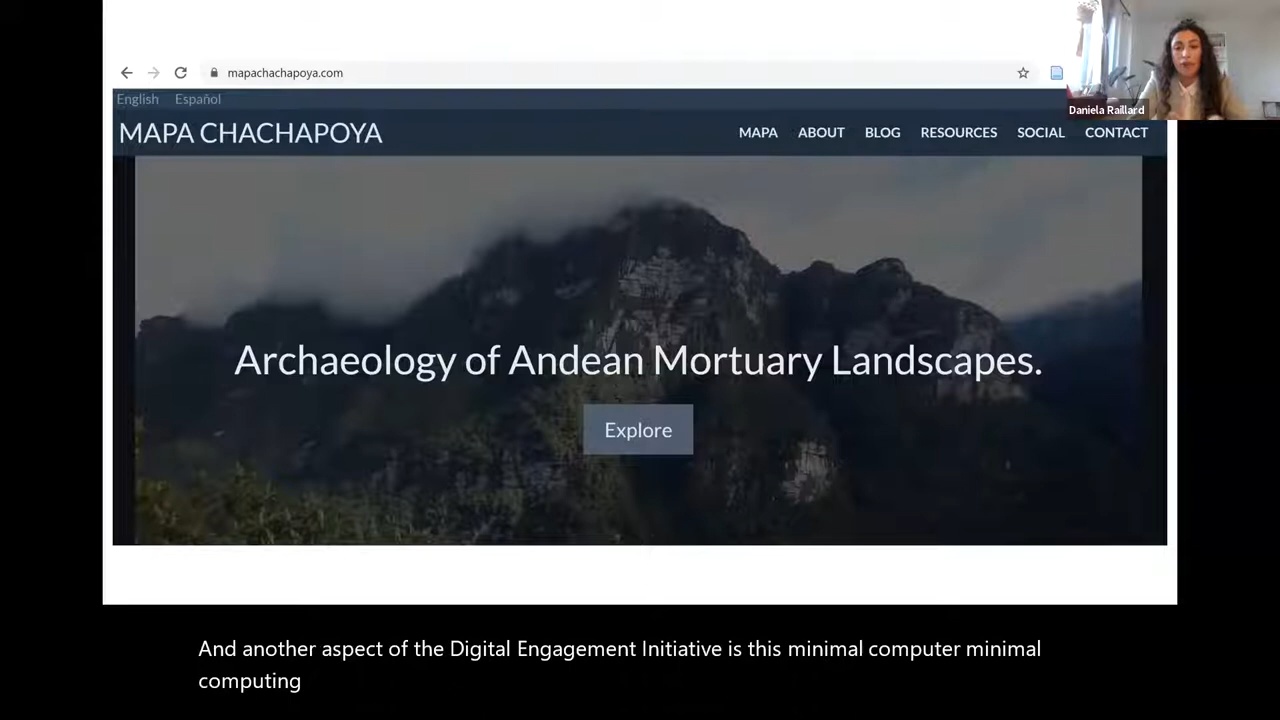 mapachachapoya.com
English Español
MAPA CHACHAPOYA
MAPA ABOUT BLOG RESOURCES SOCIAL CONTACT
Daniela Raillard
Archaeology of Andean Mortuary Landscapes.
Explore
And another aspect of the Digital Engagement Initiative is this minimal computer minimal
computing